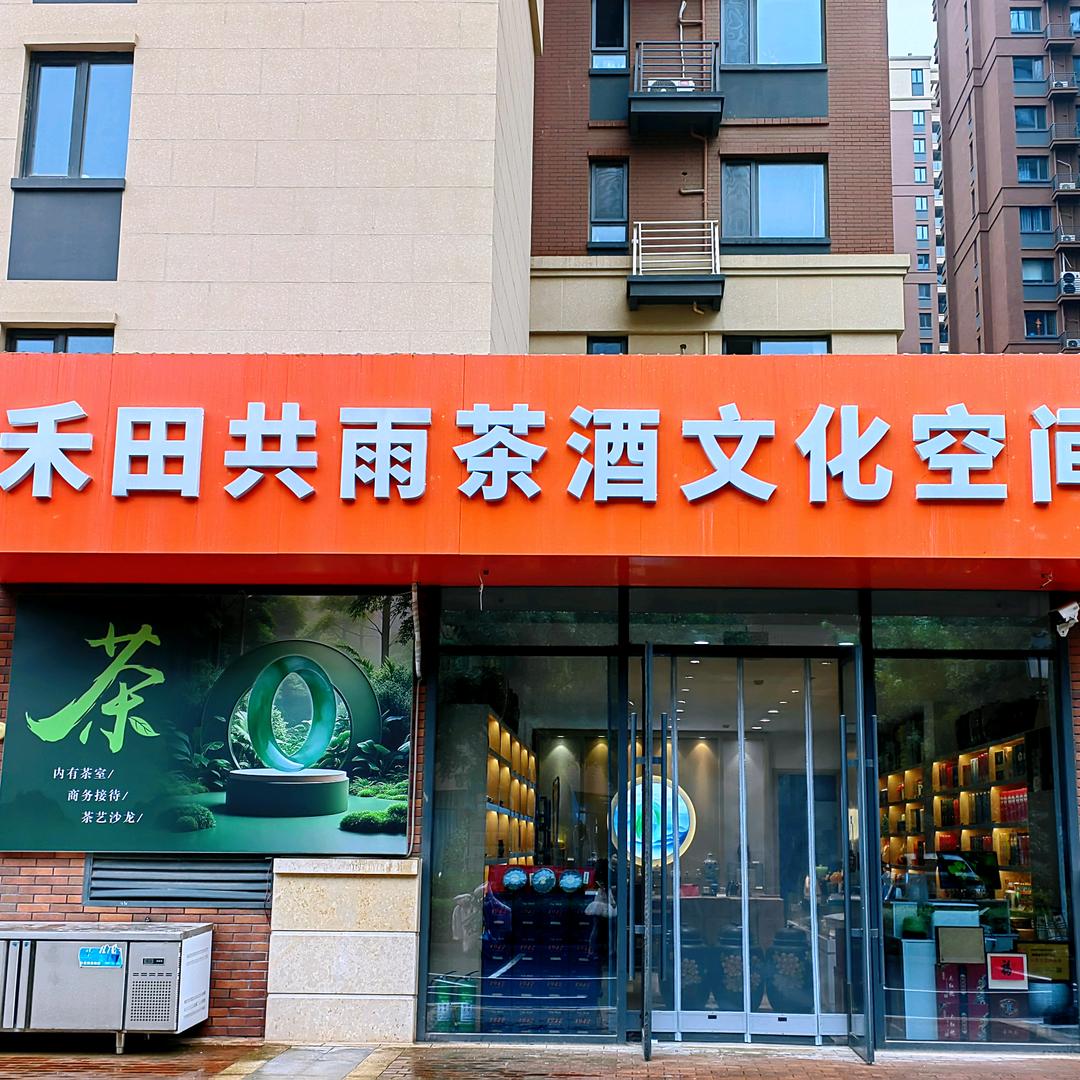 禾田共雨茶酒文化空间
茶
内有茶室/
商务接待/
茶艺沙龙/
福